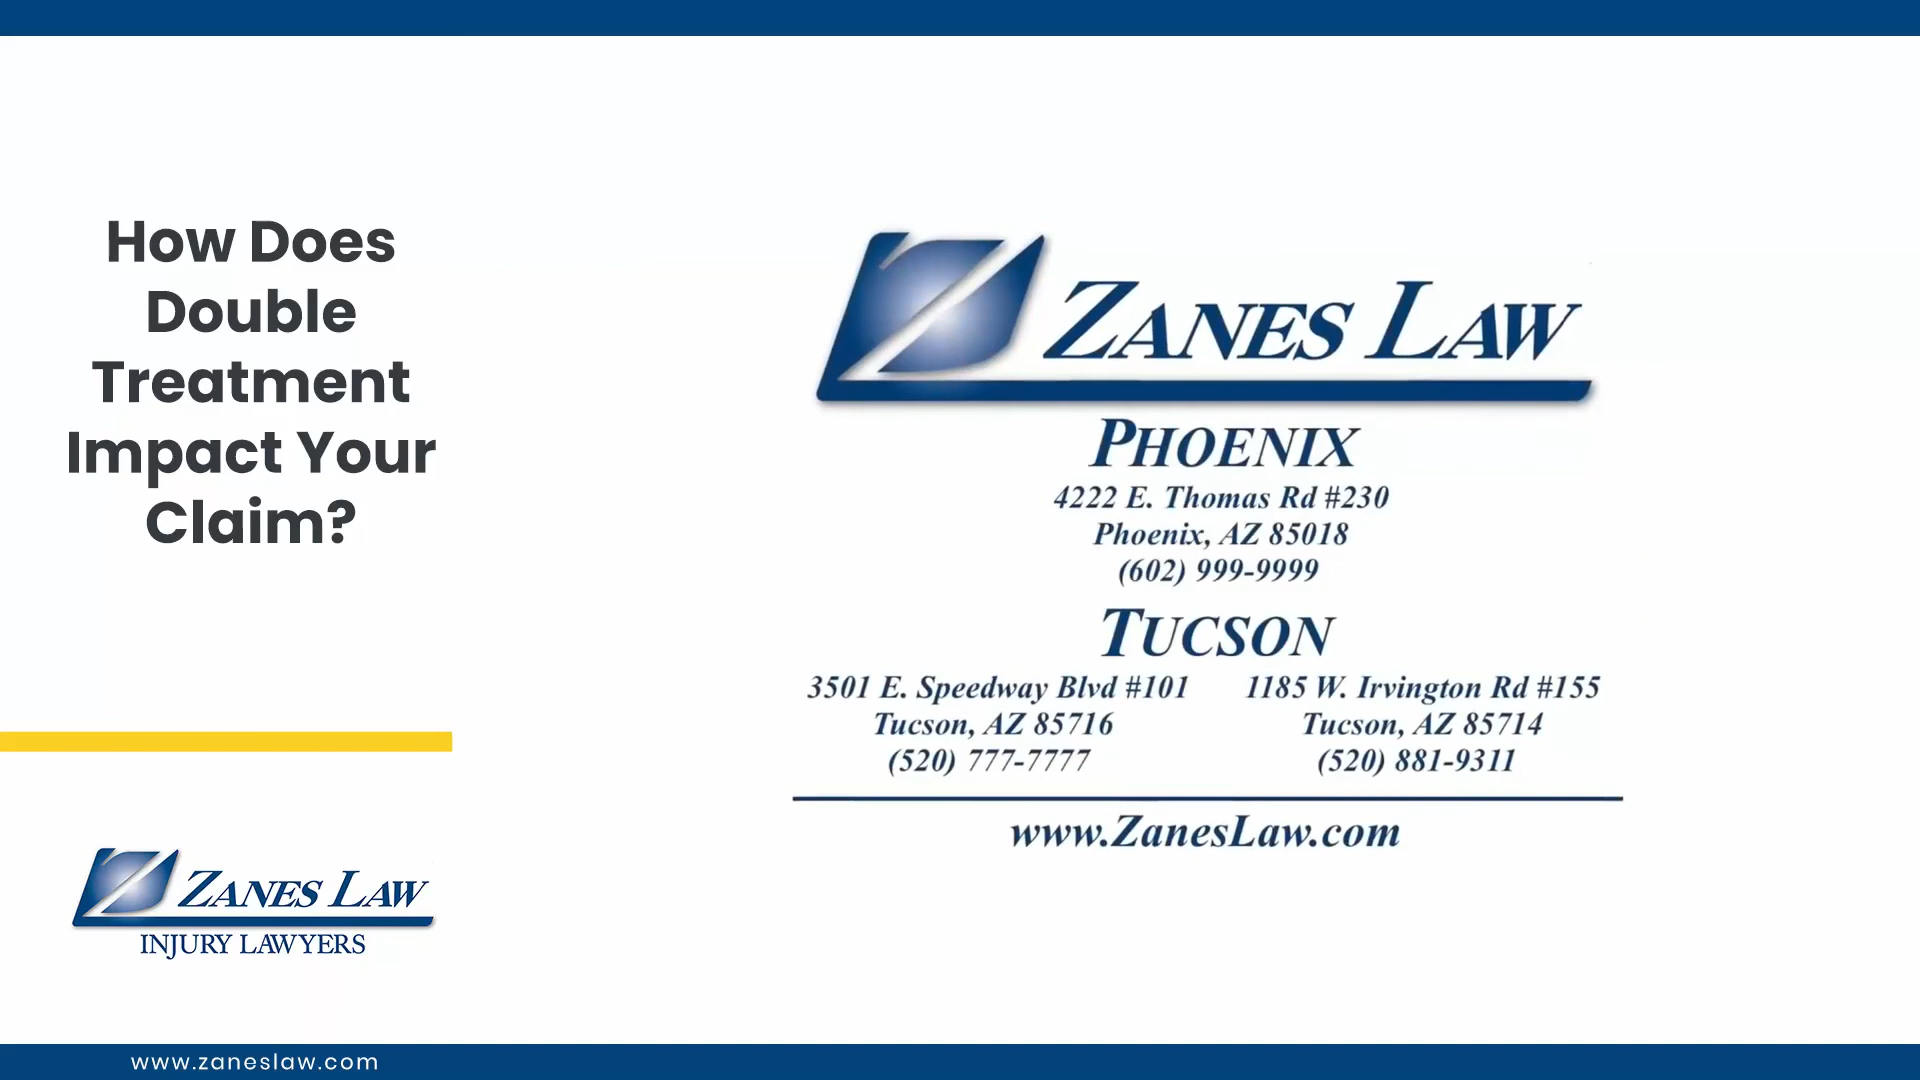 How Does
Double
Treatment
Impact Your
Claim?
ZANES LAW
INJURY LAWYERS
www.zaneslaw.com
ZANES LAW
PHOENIX
4222 E. Thomas Rd #230
Phoenix, AZ 85018
(602) 999-9999
TUCSON
3501 E. Speedway Blvd #101
Tucson, AZ 85716
(520) 777-7777
1185 W. Irvington Rd #155
Tucson, AZ 85714
(520) 881-9311
www.ZanesLaw.com